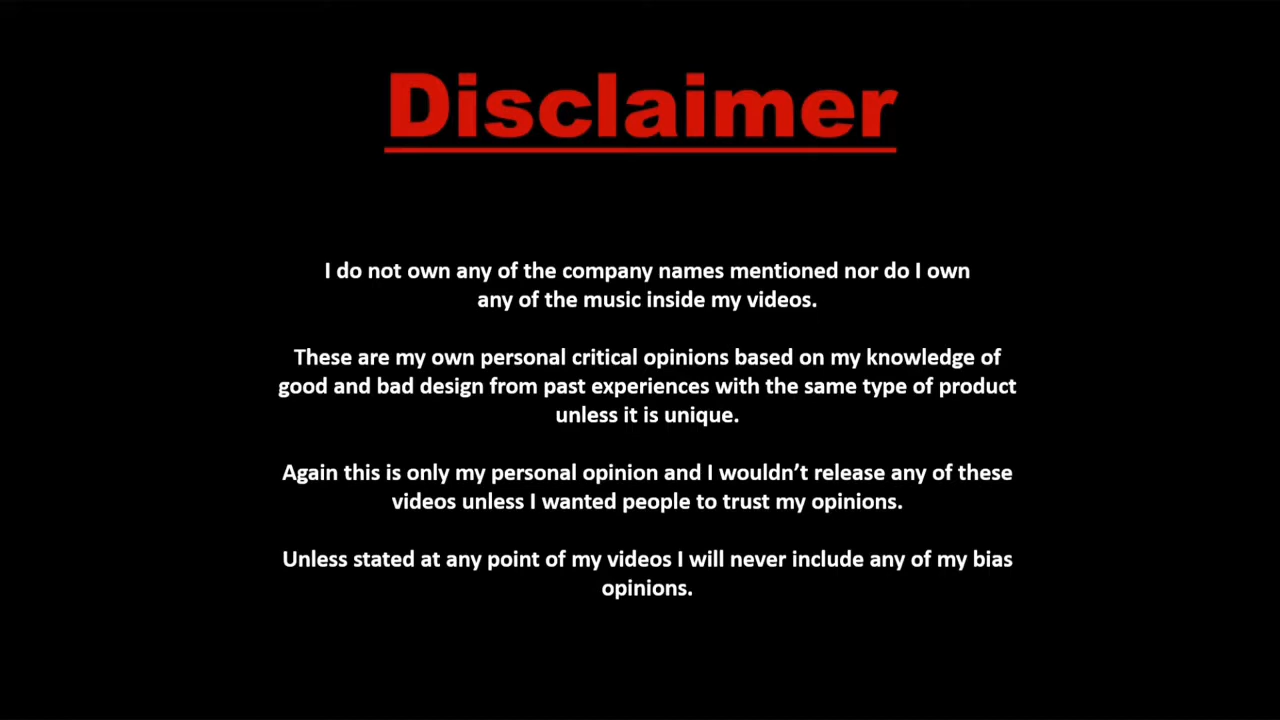 Disclaimer
I do not own any of the company names mentioned nor do I own
any of the music inside my videos.
These are my own personal critical opinions based on my knowledge of
good and bad design from past experiences with the same type of product
unless it is unique.
Again this is only my personal opinion and I wouldn’t release any of these
videos unless I wanted people to trust my opinions.
Unless stated at any point of my videos I will never include any of my bias
opinions.